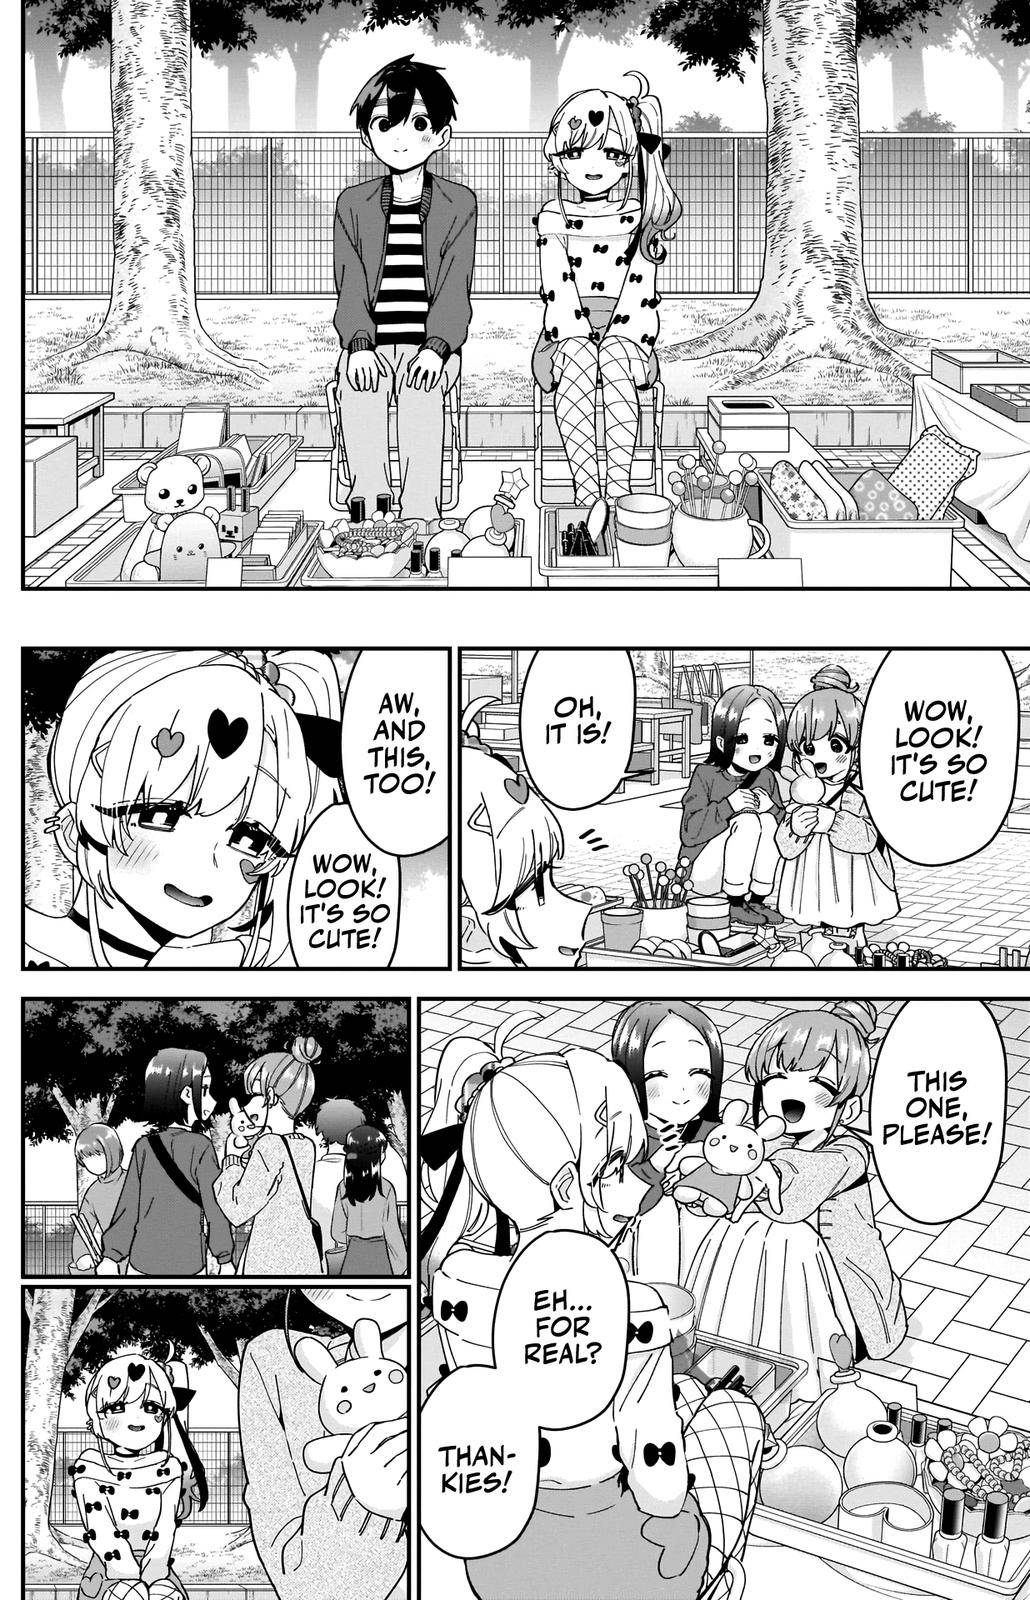 WOW,
LOOK!
IT'S SO
CUTE!
OH,
IT IS!
AW,
AND
THIS,
TOO!
WOW,
LOOK!
IT'S SO
CUTE!
THIS
ONE,
PLEASE!
EH...
FOR
REAL?
THAN-
KIES!